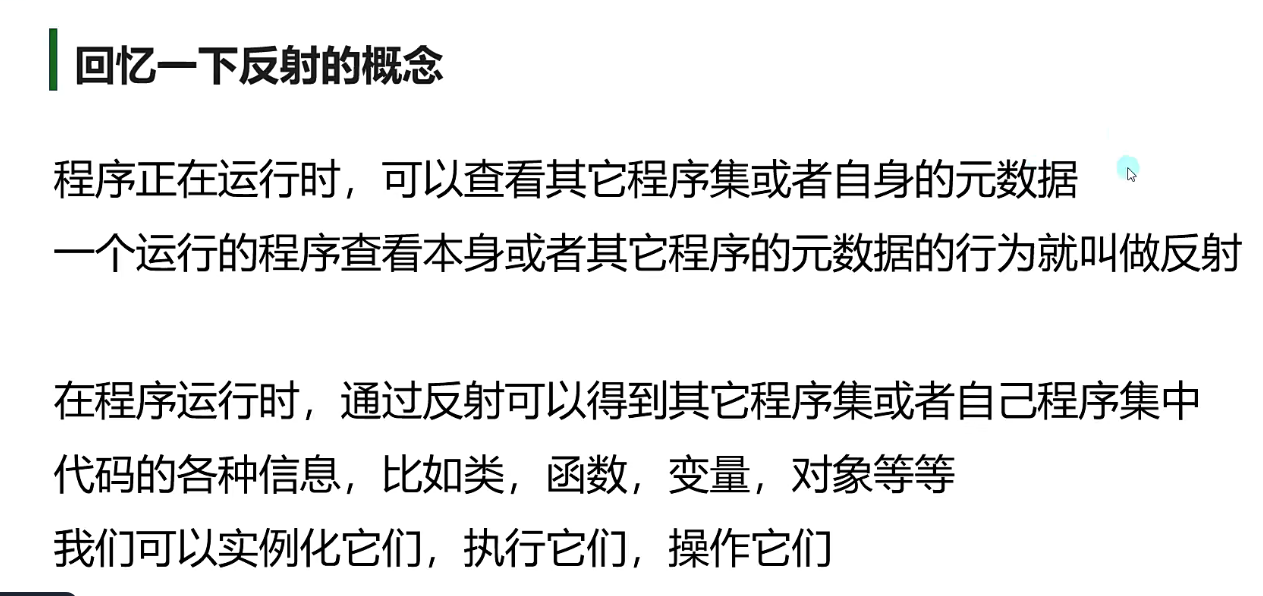 回忆一下反射的概念
程序正在运行时，可以查看其它程序集或者自身的元数据
一个运行的程序查看本身或者其它程序的元数据的行为就叫做反射
在程序运行时，通过反射可以得到其它程序集或者自己程序集中
代码的各种信息，比如类，函数，变量，对象等等
我们可以实例化它们，执行它们，操作它们